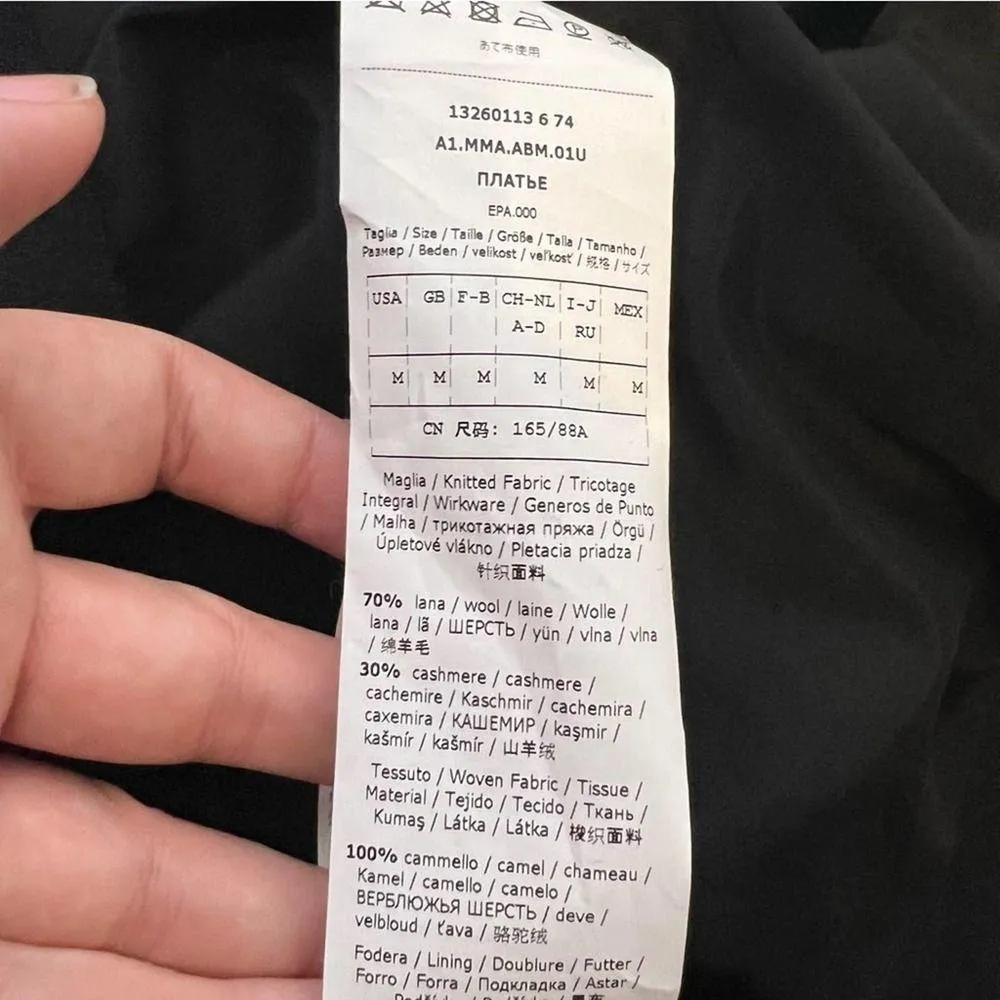 あて布使用
13260113 6 74
A1.MMA.ABM.01U
ПЛАТЬЕ
EPA.000
Taglia / Size / Taille / Größe / Talla / Tamanho /
Размер / Beden / velikost / veľkosť / 规格 / サイズ
USA GB F-B CH-NL I-J MEX
A-D RU
M M M M M M
CN 尺码: 165/88A
Maglia / Knitted Fabric / Tricotage
Integral / Wirkware / Generos de Punto
/ Malha / трикотажная пряжа / Örgü /
Úpletové vlákno / Pletacia priadza /
针织面料
70% lana / wool / laine / Wolle /
lana / lã / ШЕРСТЬ / yün / vlna / vlna
/ 绵羊毛
30% cashmere / cashmere /
cachemire / Kaschmir / cachemira /
caxemira / КАШЕМИР / kaşmir /
kašmír / kašmír / 山羊绒
Tessuto / Woven Fabric / Tissue /
Material / Tejido / Tecido / Ткань /
Kumaş / Látka / Látka / 梭织面料
100% cammello / camel / chameau /
Kamel / camello / camelo /
ВЕРБЛЮЖЬЯ ШЕРСТЬ / deve /
velbloud / ťava / 骆驼绒
Fodera / Lining / Doublure / Futter /
Forro / Forra / Подкладка / Astar /